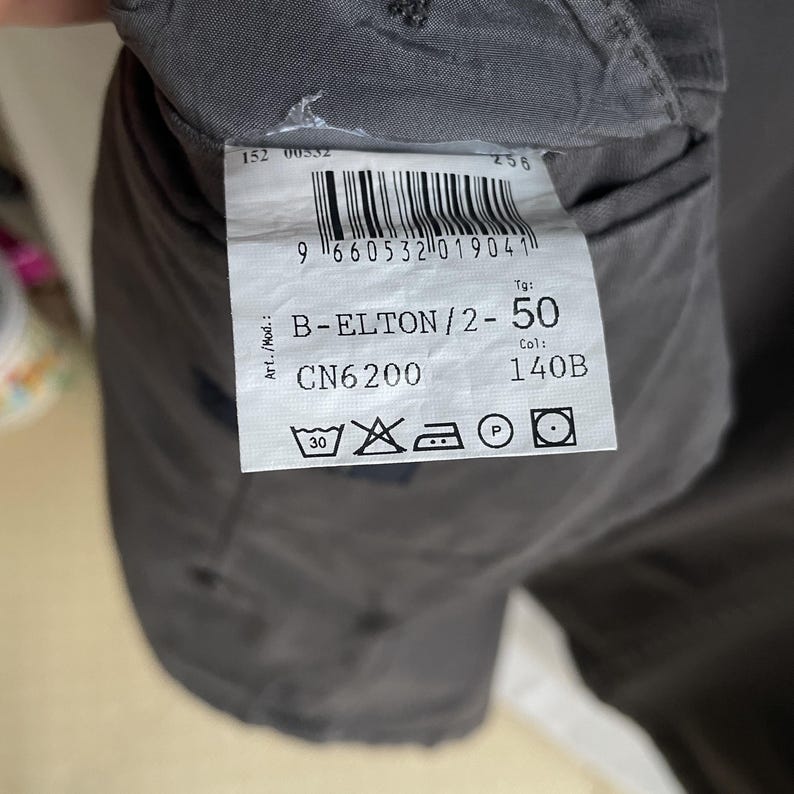 152 00532 256
9 660532 019041
Tg:
Art./Mod.: B-ELTON/2- 50
Col:
CN6200 140B
30 P